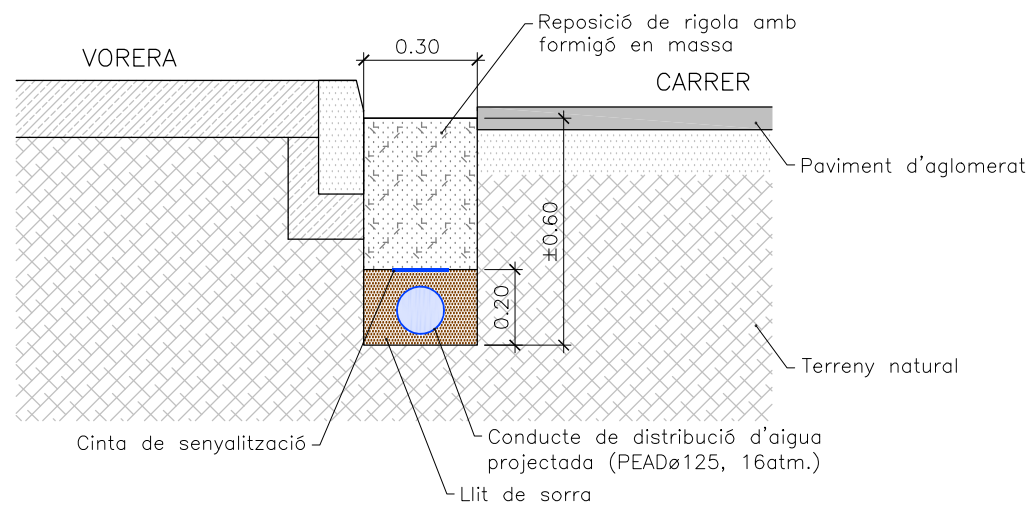 Reposició de rigola amb
formigó en massa
0.30
VORERA
CARRER
Paviment d'aglomerat
±0.60
0.20
Terreny natural
Cinta de senyalització
Conducte de distribució d'aigua
projectada (PEADø125, 16atm.)
Llit de sorra